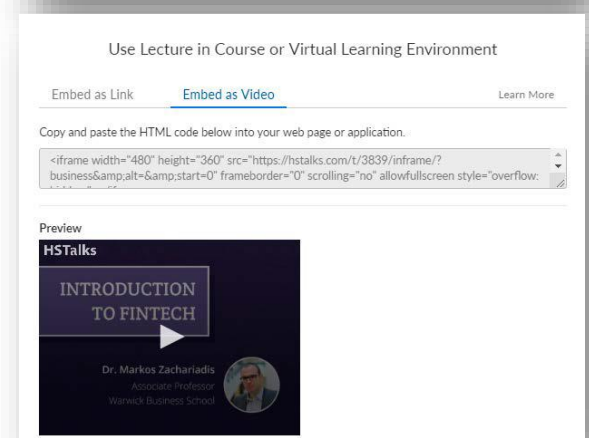 Use Lecture in Course or Virtual Learning Environment
Embed as Link Embed as Video Learn More
Copy and paste the HTML code below into your web page or application.
<iframe width="480" height="360" src="https://hstalks.com/t/3839/inframe/?
business&amp;alt=&amp;start=0" frameborder="0" scrolling="no" allowfullscreen style="overflow:
Preview
HSTalks
INTRODUCTION
TO FINTECH
Dr. Markos Zachariadis
Associate Professor
Warwick Business School